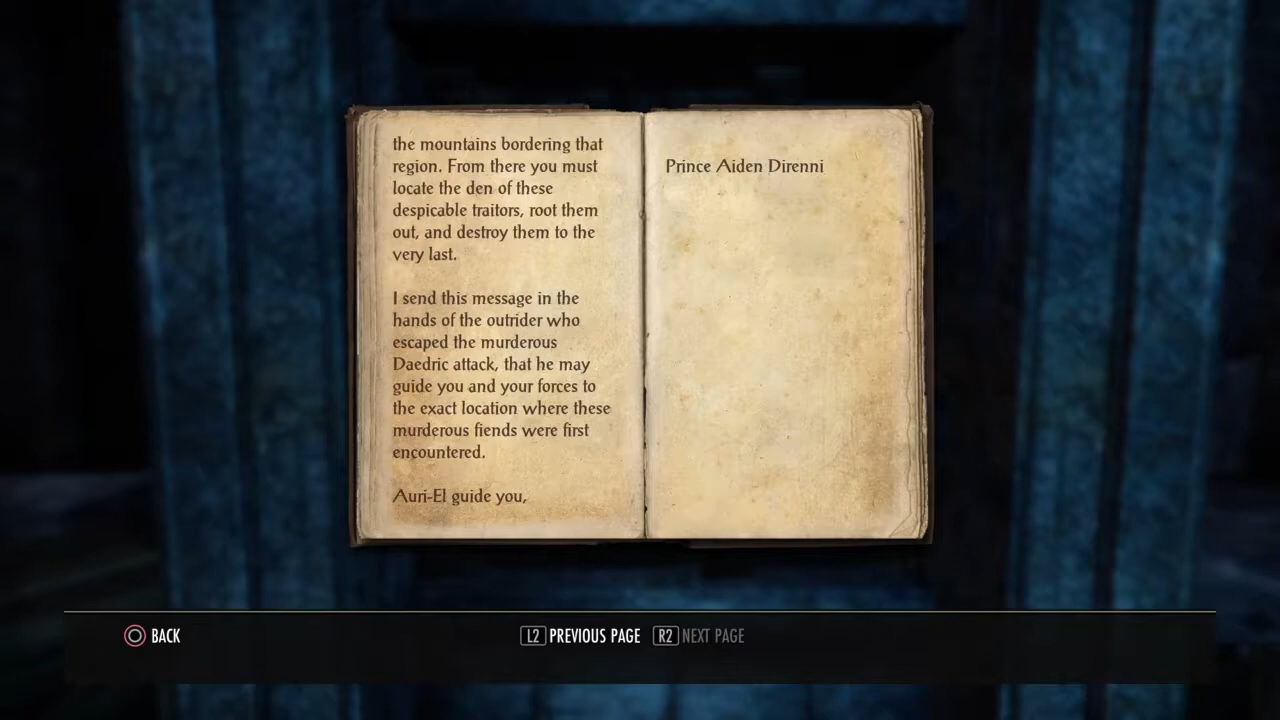 the mountains bordering that
region. From there you must
locate the den of these
despicable traitors, root them
out, and destroy them to the
very last.
I send this message in the
hands of the outrider who
escaped the murderous
Daedric attack, that he may
guide you and your forces to
the exact location where these
murderous fiends were first
encountered.
Auri-El guide you,
Prince Aiden Direnni
BACK
L2 PREVIOUS PAGE R2 NEXT PAGE